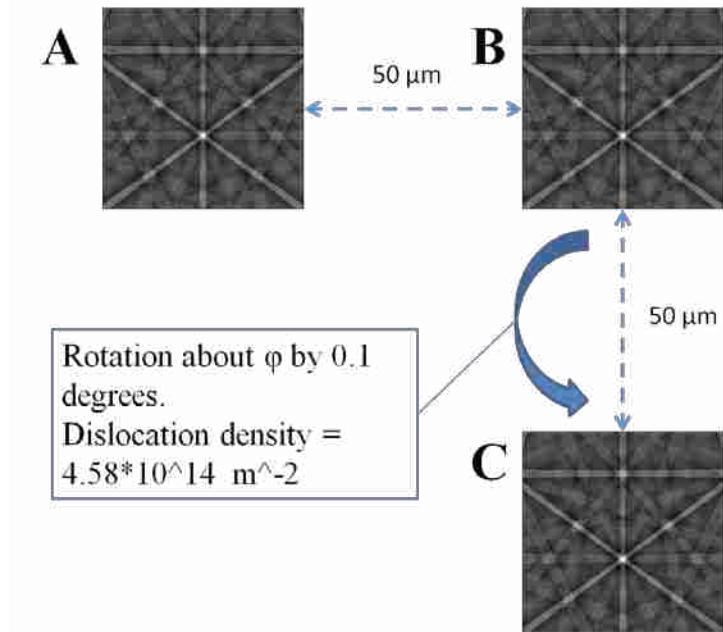 A
B
50 µm
50 µm
Rotation about φ by 0.1
degrees.
Dislocation density =
4.58*10^14 m^-2
C